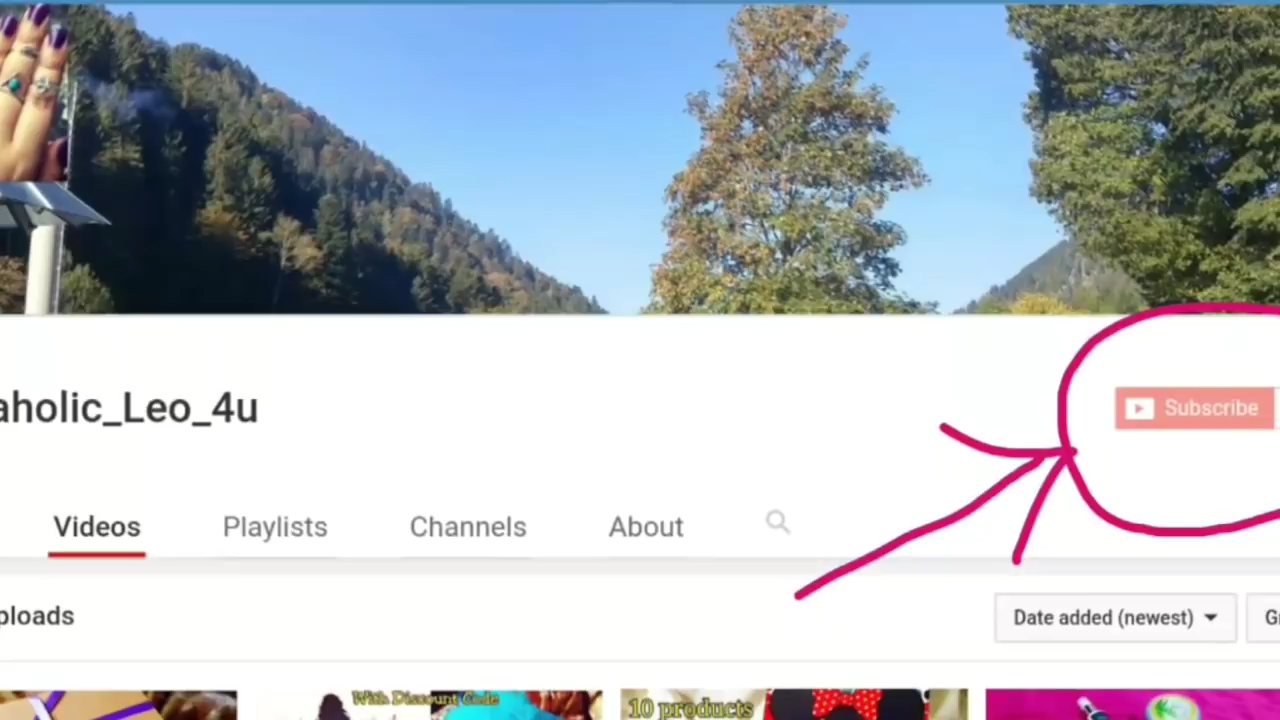 aholic_Leo_4u
Subscribe
Videos Playlists Channels About
ploads
Date added (newest)
With Discount Code
10 products